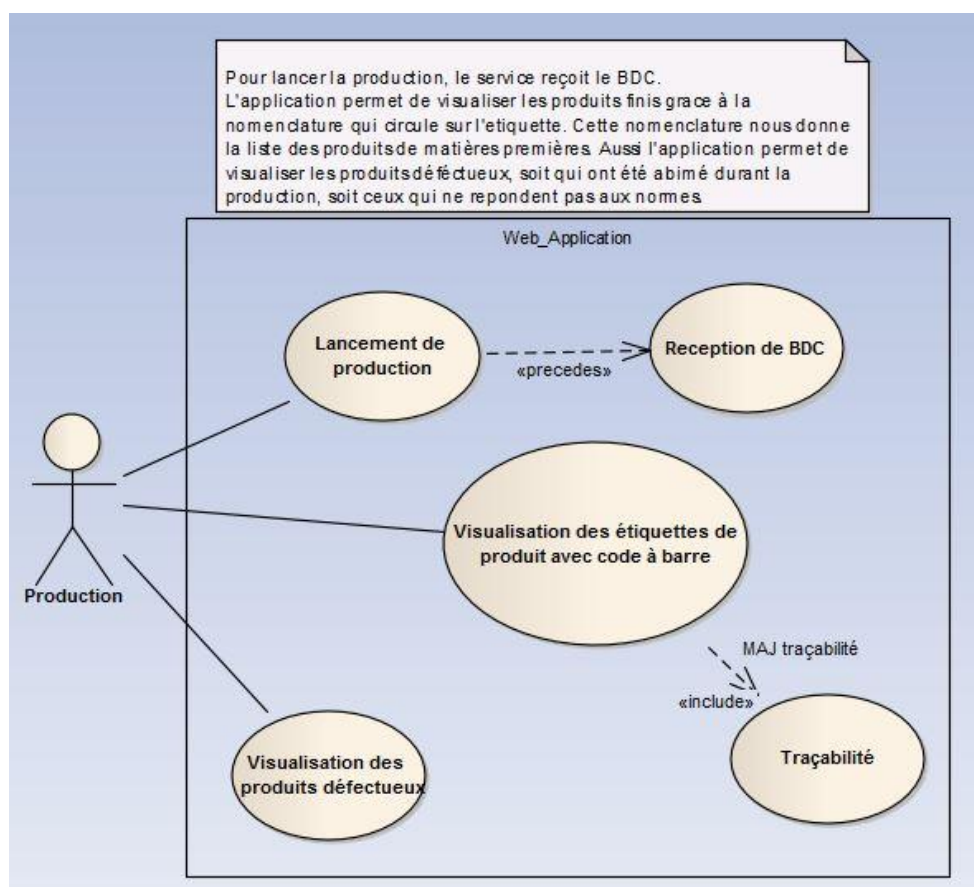 Pour lancer la production, le service reçoit le BDC.
L'application permet de visualiser les produits finis grace à la
nomenclature qui circule sur l'etiquette. Cette nomenclature nous donne
la liste des produits de matières premières. Aussi l'application permet de
visualiser les produits déféctueux, soit qui ont été abimé durant la
production, soit ceux qui ne repondent pas aux normes.
Web_Application
Lancement de
production
«precedes»
Reception de BDC
Visualisation des étiquettes de
produit avec code à barre
Production
MAJ traçabilité
«include»
Traçabilité
Visualisation des
produits défectueux